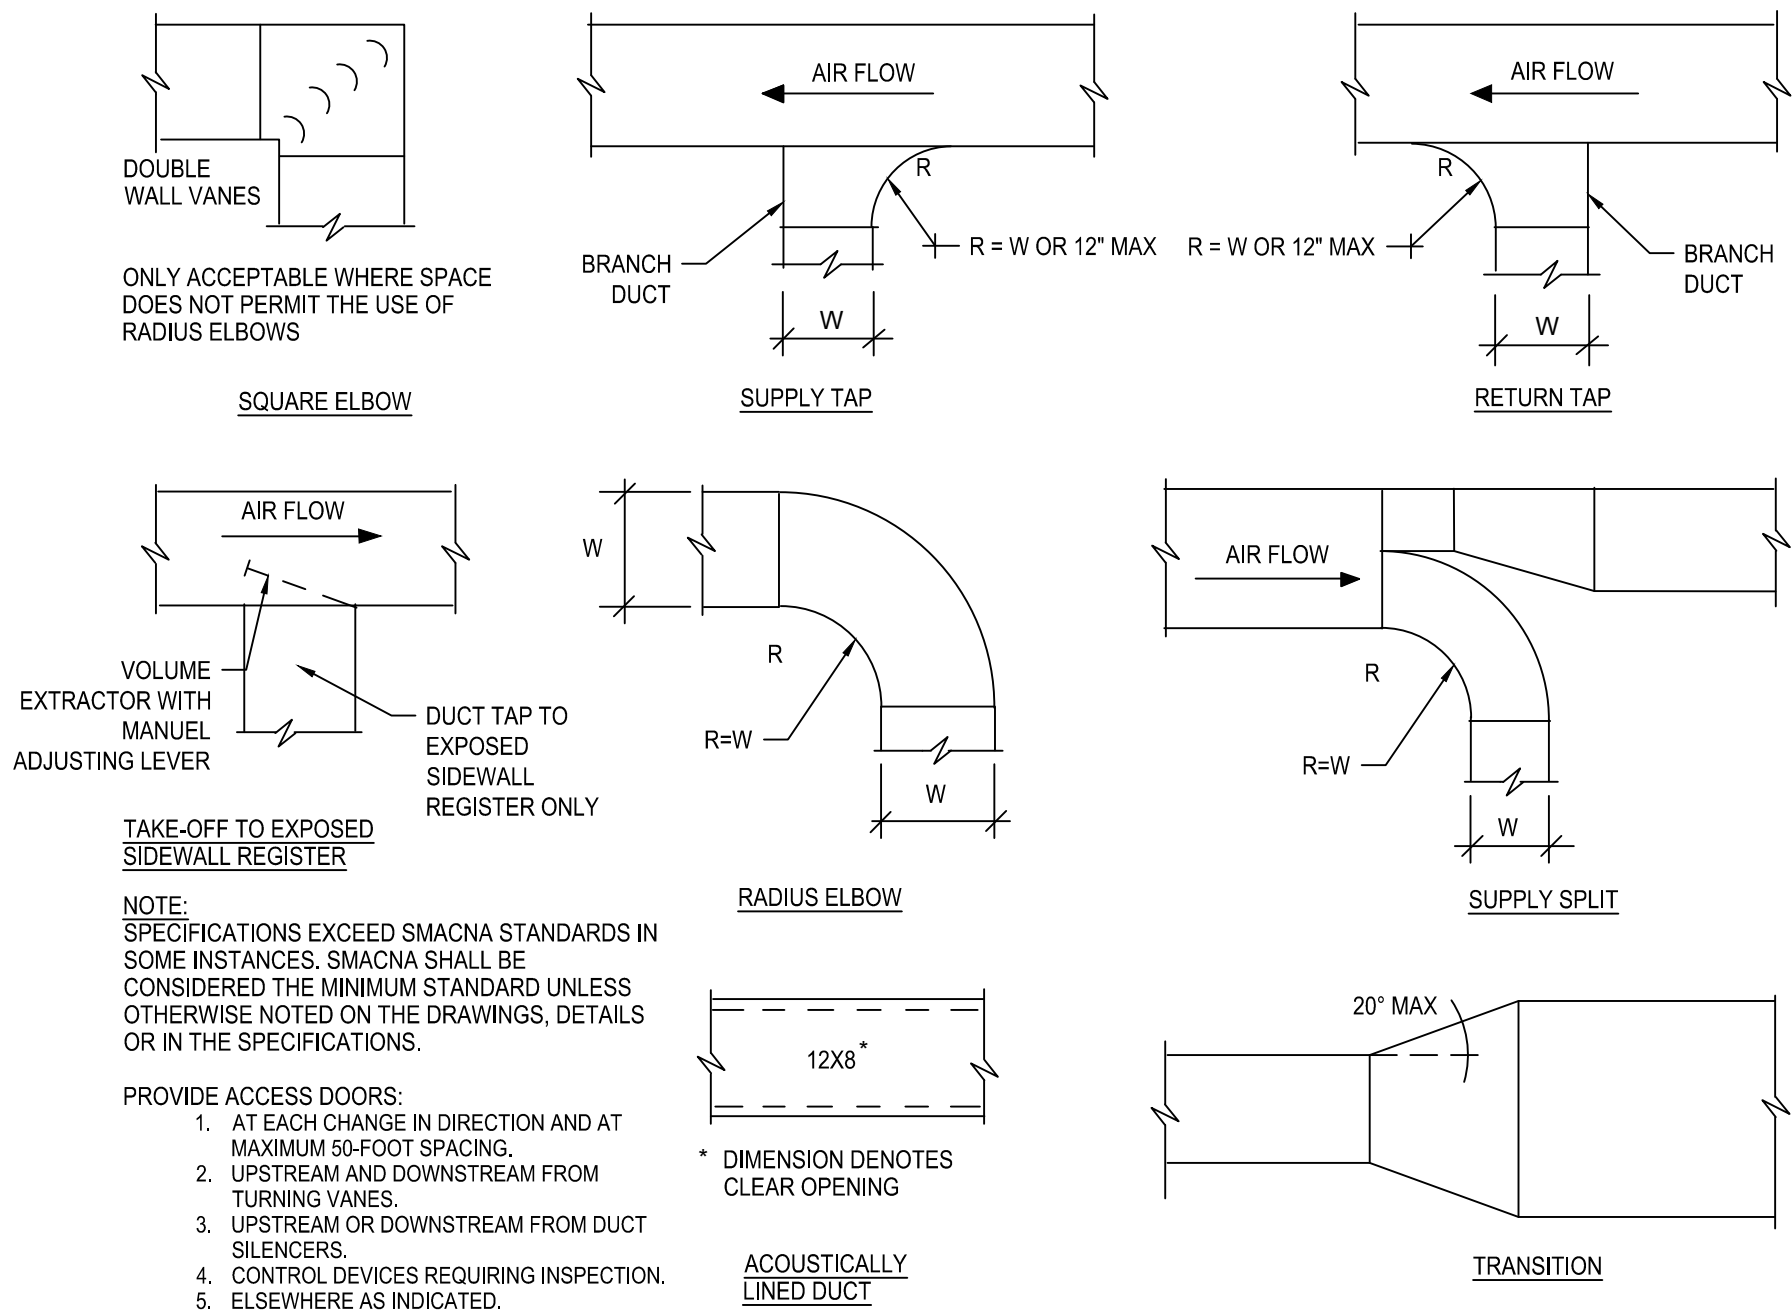 DOUBLE
WALL VANES
ONLY ACCEPTABLE WHERE SPACE
DOES NOT PERMIT THE USE OF
RADIUS ELBOWS
SQUARE ELBOW
AIR FLOW
R
R = W OR 12" MAX
BRANCH
DUCT
W
SUPPLY TAP
AIR FLOW
R
R = W OR 12" MAX
BRANCH
DUCT
W
RETURN TAP
AIR FLOW
VOLUME
EXTRACTOR WITH
MANUEL
ADJUSTING LEVER
DUCT TAP TO
EXPOSED
SIDEWALL
REGISTER ONLY
TAKE-OFF TO EXPOSED
SIDEWALL REGISTER
W
R
R=W
W
RADIUS ELBOW
AIR FLOW
R
R=W
W
SUPPLY SPLIT
NOTE:
SPECIFICATIONS EXCEED SMACNA STANDARDS IN
SOME INSTANCES. SMACNA SHALL BE
CONSIDERED THE MINIMUM STANDARD UNLESS
OTHERWISE NOTED ON THE DRAWINGS, DETAILS
OR IN THE SPECIFICATIONS.
PROVIDE ACCESS DOORS:
1. AT EACH CHANGE IN DIRECTION AND AT
MAXIMUM 50-FOOT SPACING.
2. UPSTREAM AND DOWNSTREAM FROM
TURNING VANES.
3. UPSTREAM OR DOWNSTREAM FROM DUCT
SILENCERS.
4. CONTROL DEVICES REQUIRING INSPECTION.
5. ELSEWHERE AS INDICATED.
12X8 *
* DIMENSION DENOTES
CLEAR OPENING
ACOUSTICALLY
LINED DUCT
20° MAX
TRANSITION